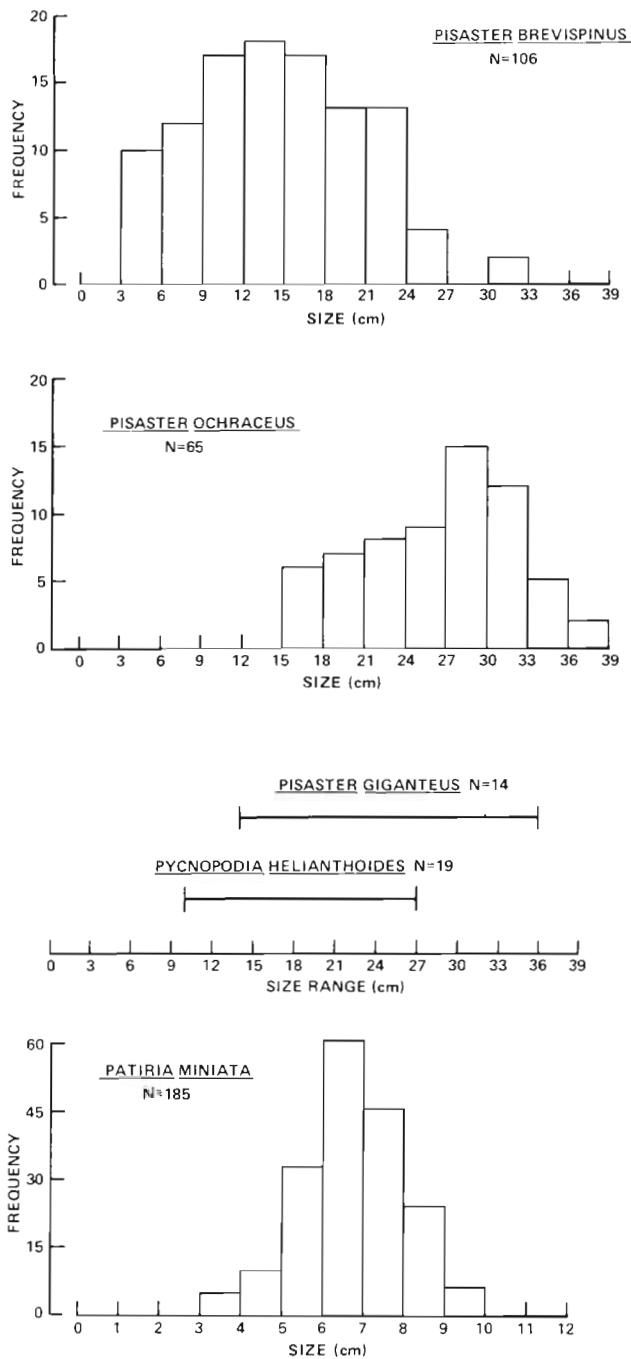 20
15
10
5
0
FREQUENCY
PISASTER BREVISPINUS
N=106
0 3 6 9 12 15 18 21 24 27 30 33 36 39
SIZE (cm)
20
15
10
5
0
FREQUENCY
PISASTER OCHRACEUS
N=65
0 3 6 9 12 15 18 21 24 27 30 33 36 39
SIZE (cm)
PISASTER GIGANTEUS N=14
PYCNOPODIA HELIANTHOIDES N=19
0 3 6 9 12 15 18 21 24 27 30 33 36 39
SIZE RANGE (cm)
60
45
30
15
0
FREQUENCY
PATIRIA MINIATA
N=185
0 1 2 3 4 5 6 7 8 9 10 11 12
SIZE (cm)